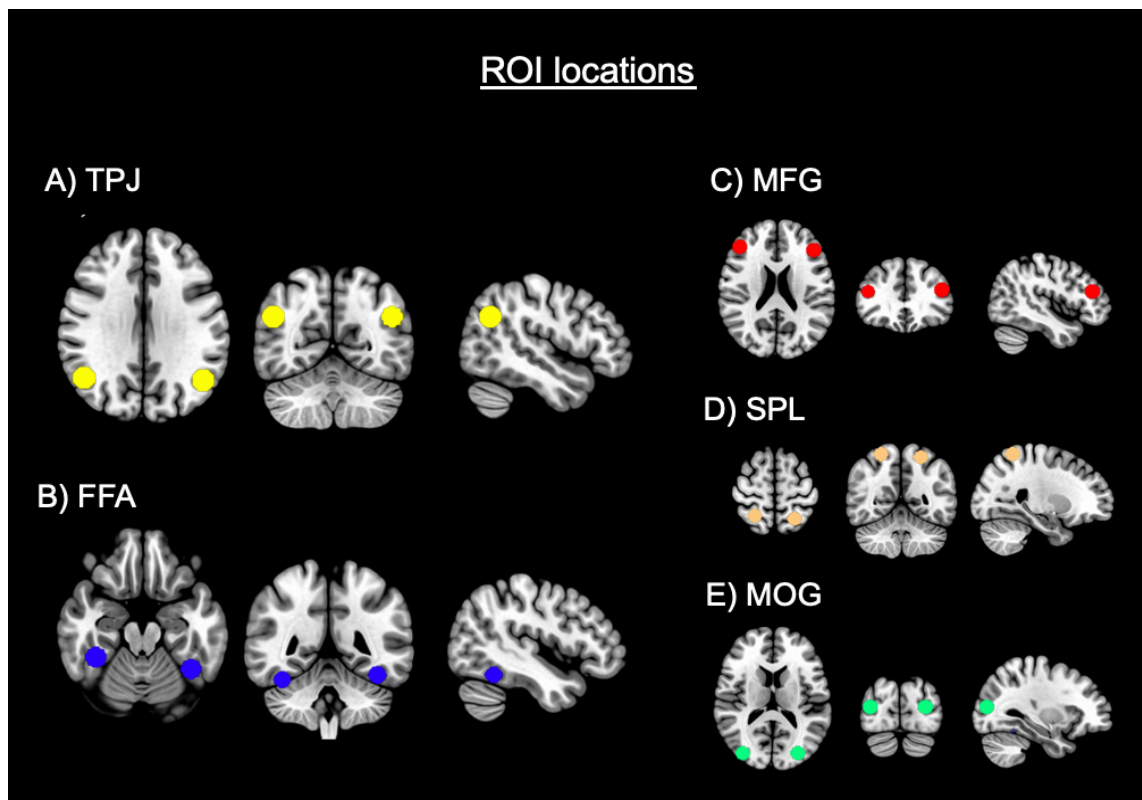 ROI locations
A) TPJ
B) FFA
C) MFG
D) SPL
E) MOG